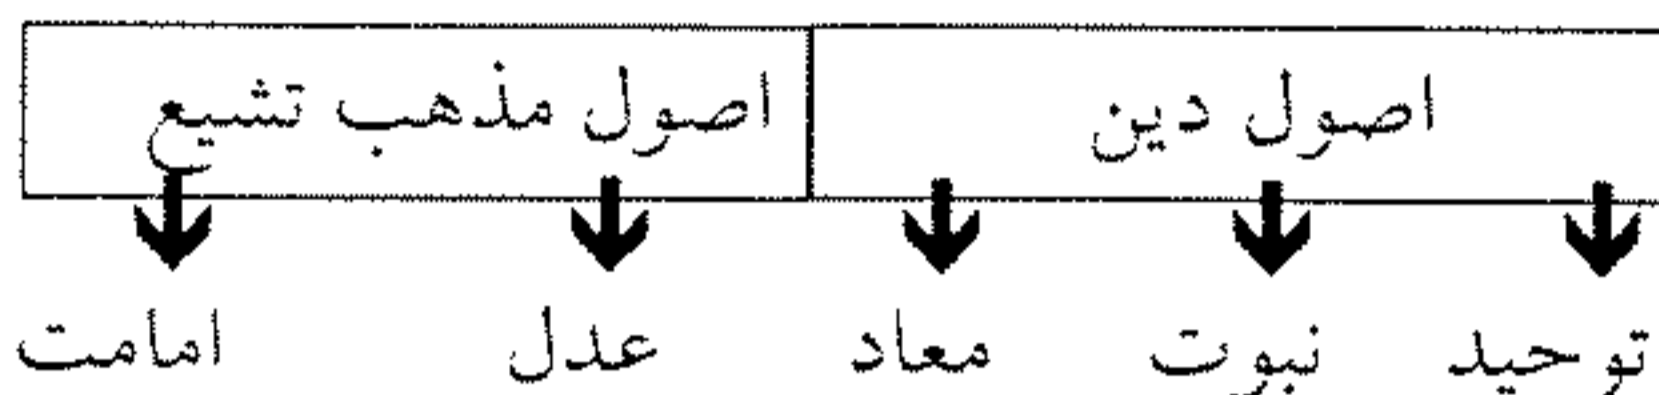 اصول دین اصول مذهب تشیع
توحید نبوت معاد عدل امامت